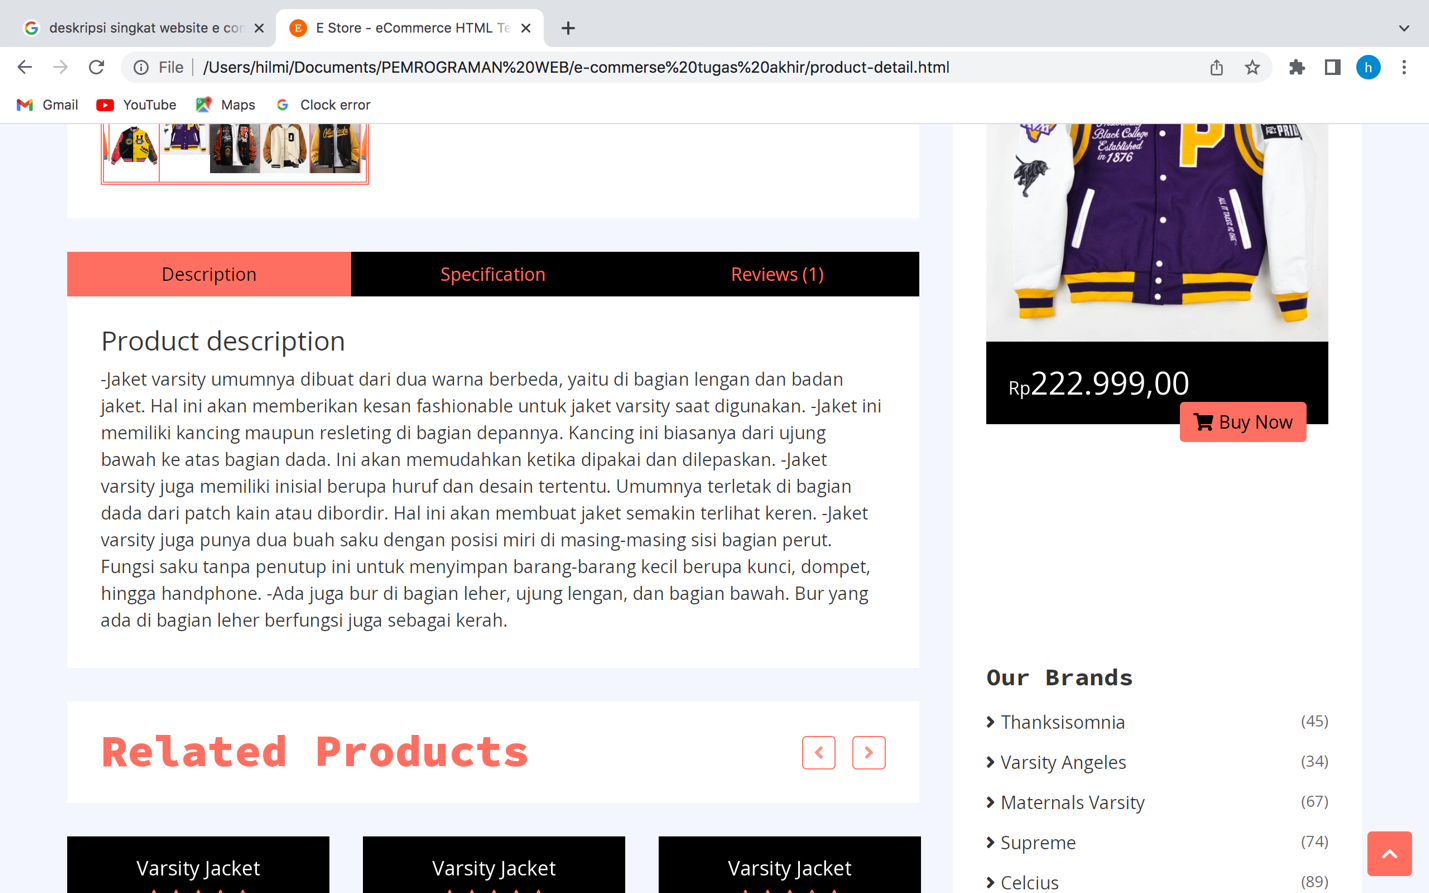 deskripsi singkat website e con
E Store - eCommerce HTML Te
File
/Users/hilmi/Documents/PEMROGRAMAN%20WEB/e-commerse%20tugas%20akhir/product-detail.html
h
Gmail
YouTube
Maps
Clock error
Black College
Established
in 1876
P
ALL IT TAKES IS ONE
Description
Specification
Reviews (1)
Product description
-Jaket varsity umumnya dibuat dari dua warna berbeda, yaitu di bagian lengan dan badan
jaket. Hal ini akan memberikan kesan fashionable untuk jaket varsity saat digunakan. -Jaket ini
memiliki kancing maupun resleting di bagian depannya. Kancing ini biasanya dari ujung
bawah ke atas bagian dada. Ini akan memudahkan ketika dipakai dan dilepaskan. -Jaket
varsity juga memiliki inisial berupa huruf dan desain tertentu. Umumnya terletak di bagian
dada dari patch kain atau dibordir. Hal ini akan membuat jaket semakin terlihat keren. -Jaket
varsity juga punya dua buah saku dengan posisi miri di masing-masing sisi bagian perut.
Fungsi saku tanpa penutup ini untuk menyimpan barang-barang kecil berupa kunci, dompet,
hingga handphone. -Ada juga bur di bagian leher, ujung lengan, dan bagian bawah. Bur yang
ada di bagian leher berfungsi juga sebagai kerah.
Rp222.999,00
Buy Now
Related Products
Varsity Jacket
Varsity Jacket
Varsity Jacket
Our Brands
Thanksisomnia (45)
Varsity Angeles (34)
Maternals Varsity (67)
Supreme (74)
Celcius (89)